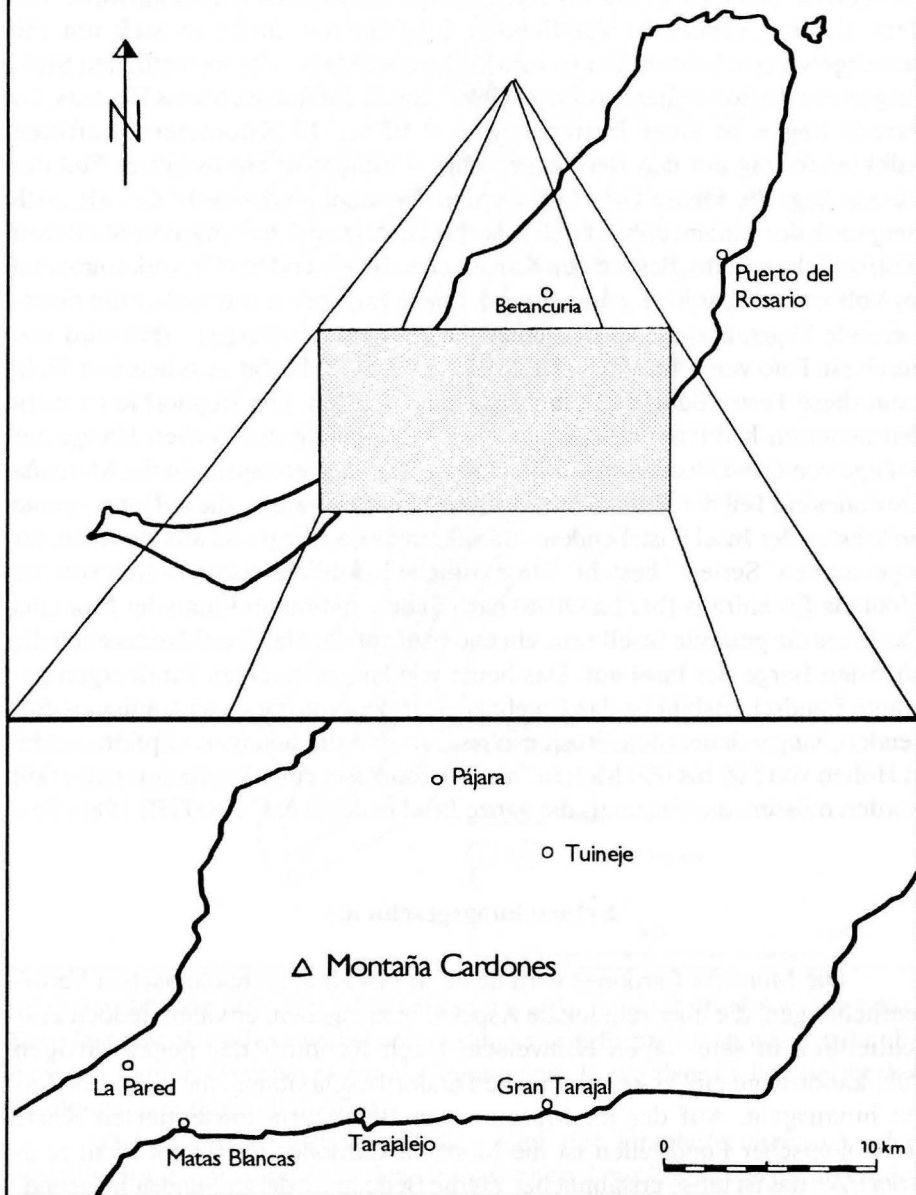 N
Puerto del
Rosario
Betancuria
Pájara
Tuineje
Montaña Cardones
La Pared
Gran Tarajal
Tarajalejo
Matas Blancas
0 10
km